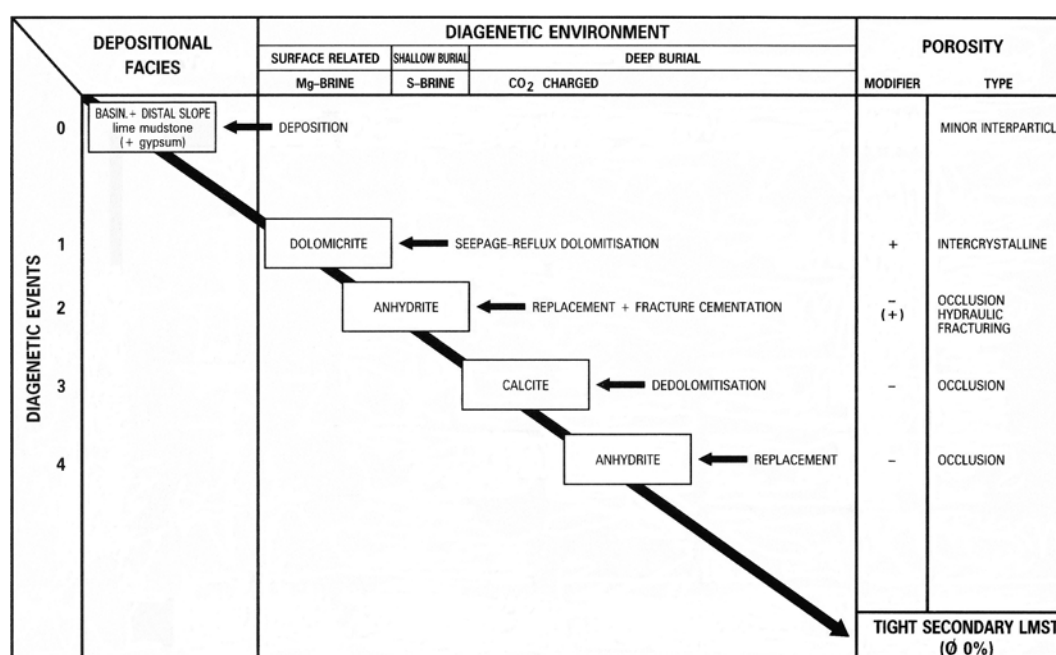 DEPOSITIONAL
FACIES
DIAGENETIC ENVIRONMENT
SURFACE RELATED
SHALLOW BURIAL
DEEP BURIAL
Mg–BRINE
S–BRINE
CO2 CHARGED
POROSITY
MODIFIER
TYPE
DIAGENETIC EVENTS
0
BASIN.+ DISTAL SLOPE
lime mudstone
(+ gypsum)
DEPOSITION
MINOR INTERPARTICL
1
DOLOMICRITE
SEEPAGE–REFLUX DOLOMITISATION
+
INTERCRYSTALLINE
2
ANHYDRITE
REPLACEMENT + FRACTURE CEMENTATION
–
(+)
OCCLUSION
HYDRAULIC
FRACTURING
3
CALCITE
DEDOLOMITISATION
–
OCCLUSION
4
ANHYDRITE
REPLACEMENT
–
OCCLUSION
TIGHT SECONDARY LMST
(Ø 0%)